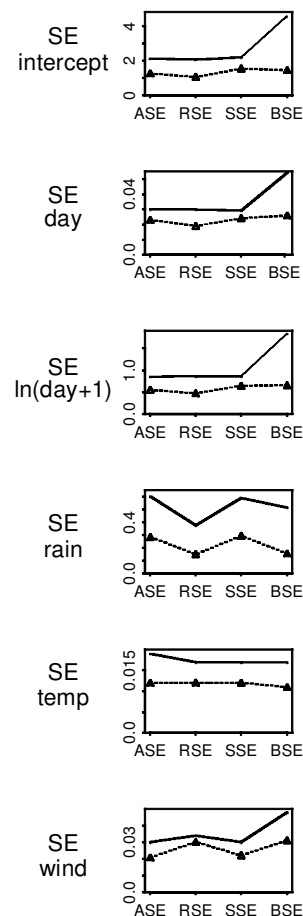 SE
intercept
0 2 4
ASE RSE SSE BSE
SE
day
0.0 0.04
ASE RSE SSE BSE
SE
ln(day+1)
0.0 1.0
ASE RSE SSE BSE
SE
rain
0.0 0.4
ASE RSE SSE BSE
SE
temp
0.0 0.015
ASE RSE SSE BSE
SE
wind
0.0 0.03
ASE RSE SSE BSE